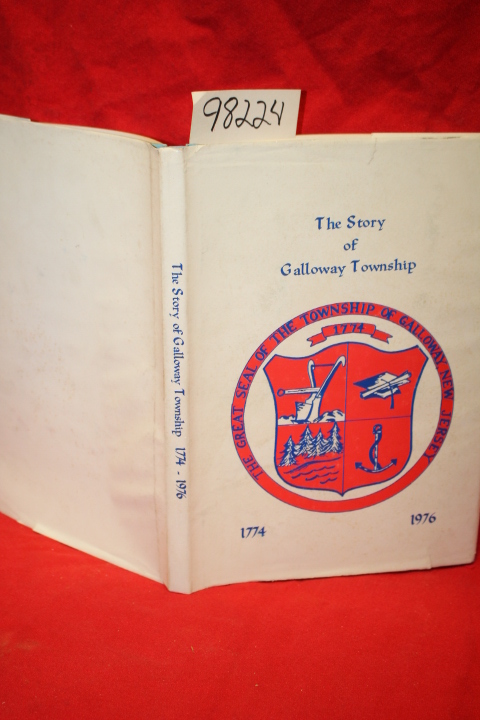 98224
The Story
of
Galloway Township
THE GREAT SEAL OF THE TOWNSHIP OF GALLOWAY, NEW JERSEY
1774
1774
1976
The Story of Galloway Township 1774 - 1976